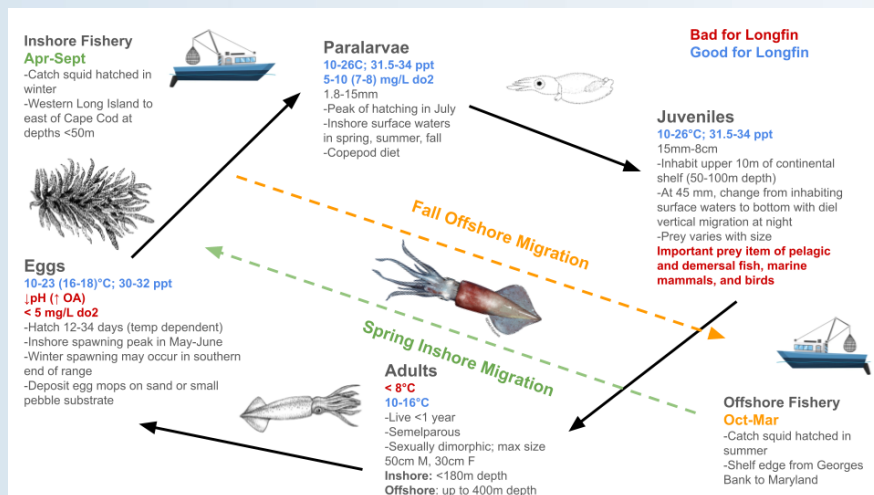 Inshore Fishery
Apr-Sept
-Catch squid hatched in
winter
-Western Long Island to
east of Cape Cod at
depths <50m
Paralarvae
10-26C; 31.5-34 ppt
5-10 (7-8) mg/L do2
1.8-15mm
-Peak of hatching in July
-Inshore surface waters
in spring, summer, fall
-Copepod diet
Bad for Longfin
Good for Longfin
Juveniles
10-26°C; 31.5-34 ppt
15mm-8cm
-Inhabit upper 10m of continental
shelf (50-100m depth)
-At 45 mm, change from inhabiting
surface waters to bottom with diel
vertical migration at night
-Prey varies with size
Important prey item of pelagic
and demersal fish, marine
mammals, and birds
Fall Offshore Migration
Spring Inshore Migration
Eggs
10-23 (16-18)°C; 30-32 ppt
↓pH (↑ OA)
< 5 mg/L do2
-Hatch 12-34 days (temp dependent)
-Inshore spawning peak in May-June
-Winter spawning may occur in southern
end of range
-Deposit egg mops on sand or small
pebble substrate
Adults
< 8°C
10-16°C
-Live <1 year
-Semelparous
-Sexually dimorphic; max size
50cm M, 30cm F
Inshore: <180m depth
Offshore: up to 400m depth
Offshore Fishery
Oct-Mar
-Catch squid hatched in
summer
-Shelf edge from Georges
Bank to Maryland